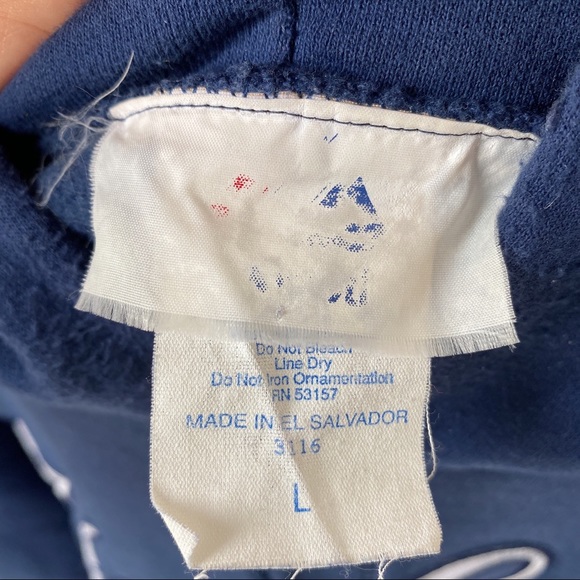 Do Not Bleach
Line Dry
Do Not Iron Ornamentation
RN 53157
MADE IN EL SALVADOR
3116
L